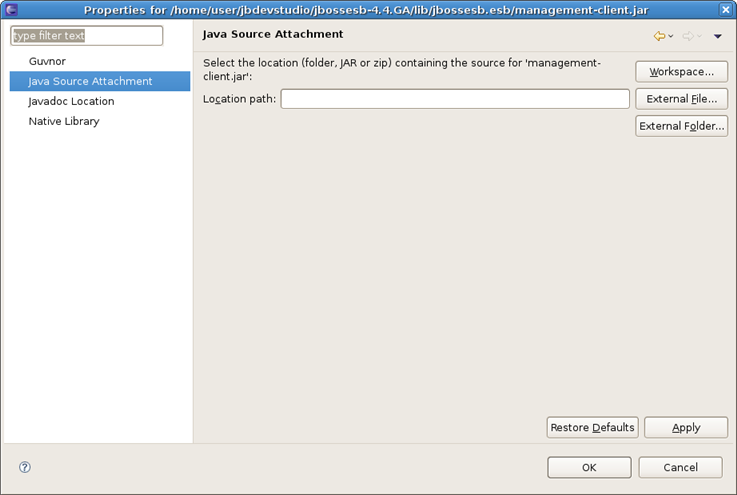 Properties for /home/user/jbdevstudio/jbossesb-4.4.GA/lib/jbossesb.esb/management-client.jar
type filter text
Guvnor
Java Source Attachment
Javadoc Location
Native Library
Java Source Attachment
Select the location (folder, JAR or zip) containing the source for 'management-
client.jar':
Workspace...
Location path:
External File...
External Folder...
Restore Defaults
Apply
OK
Cancel